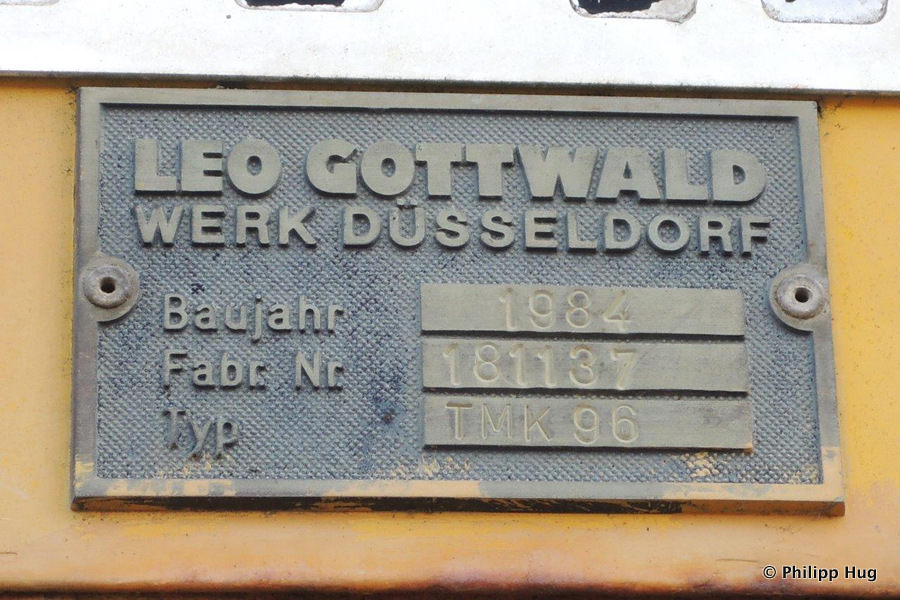 LEO GOTTWALD
WERK DÜSSELDORF
Baujahr 1984
Fabr. Nr. 181137
Typ TMK 96
© Philipp Hug